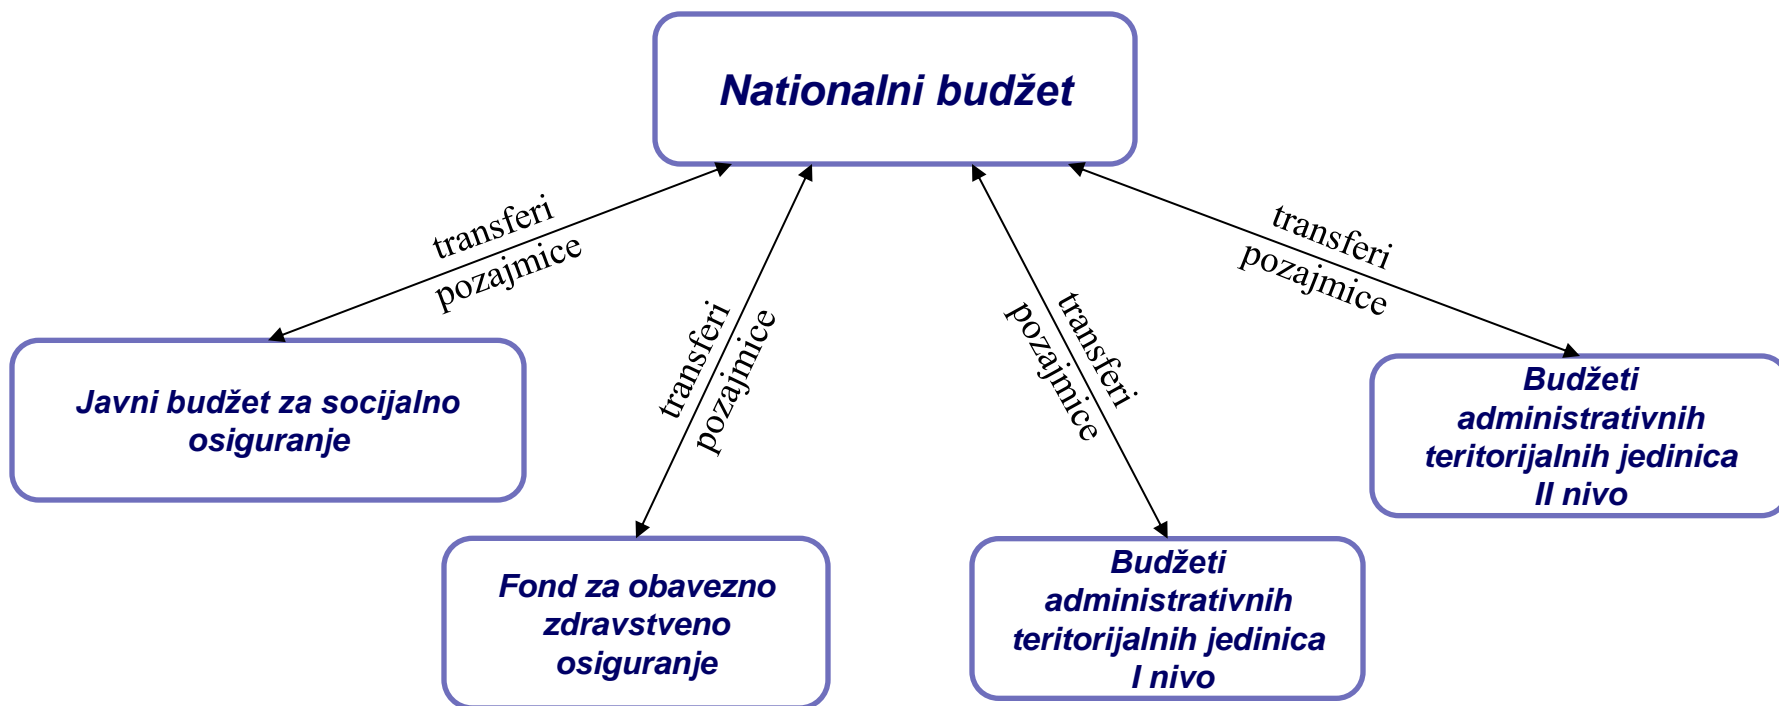 Nationalni budžet
transferi
pozajmice
transferi
pozajmice
transferi
pozajmice
transferi
pozajmice
Javni budžet za socijalno
osiguranje
Fond za obavezno
zdravstveno
osiguranje
Budžeti
administrativnih
teritorijalnih jedinica
I nivo
Budžeti
administrativnih
teritorijalnih jedinica
II nivo